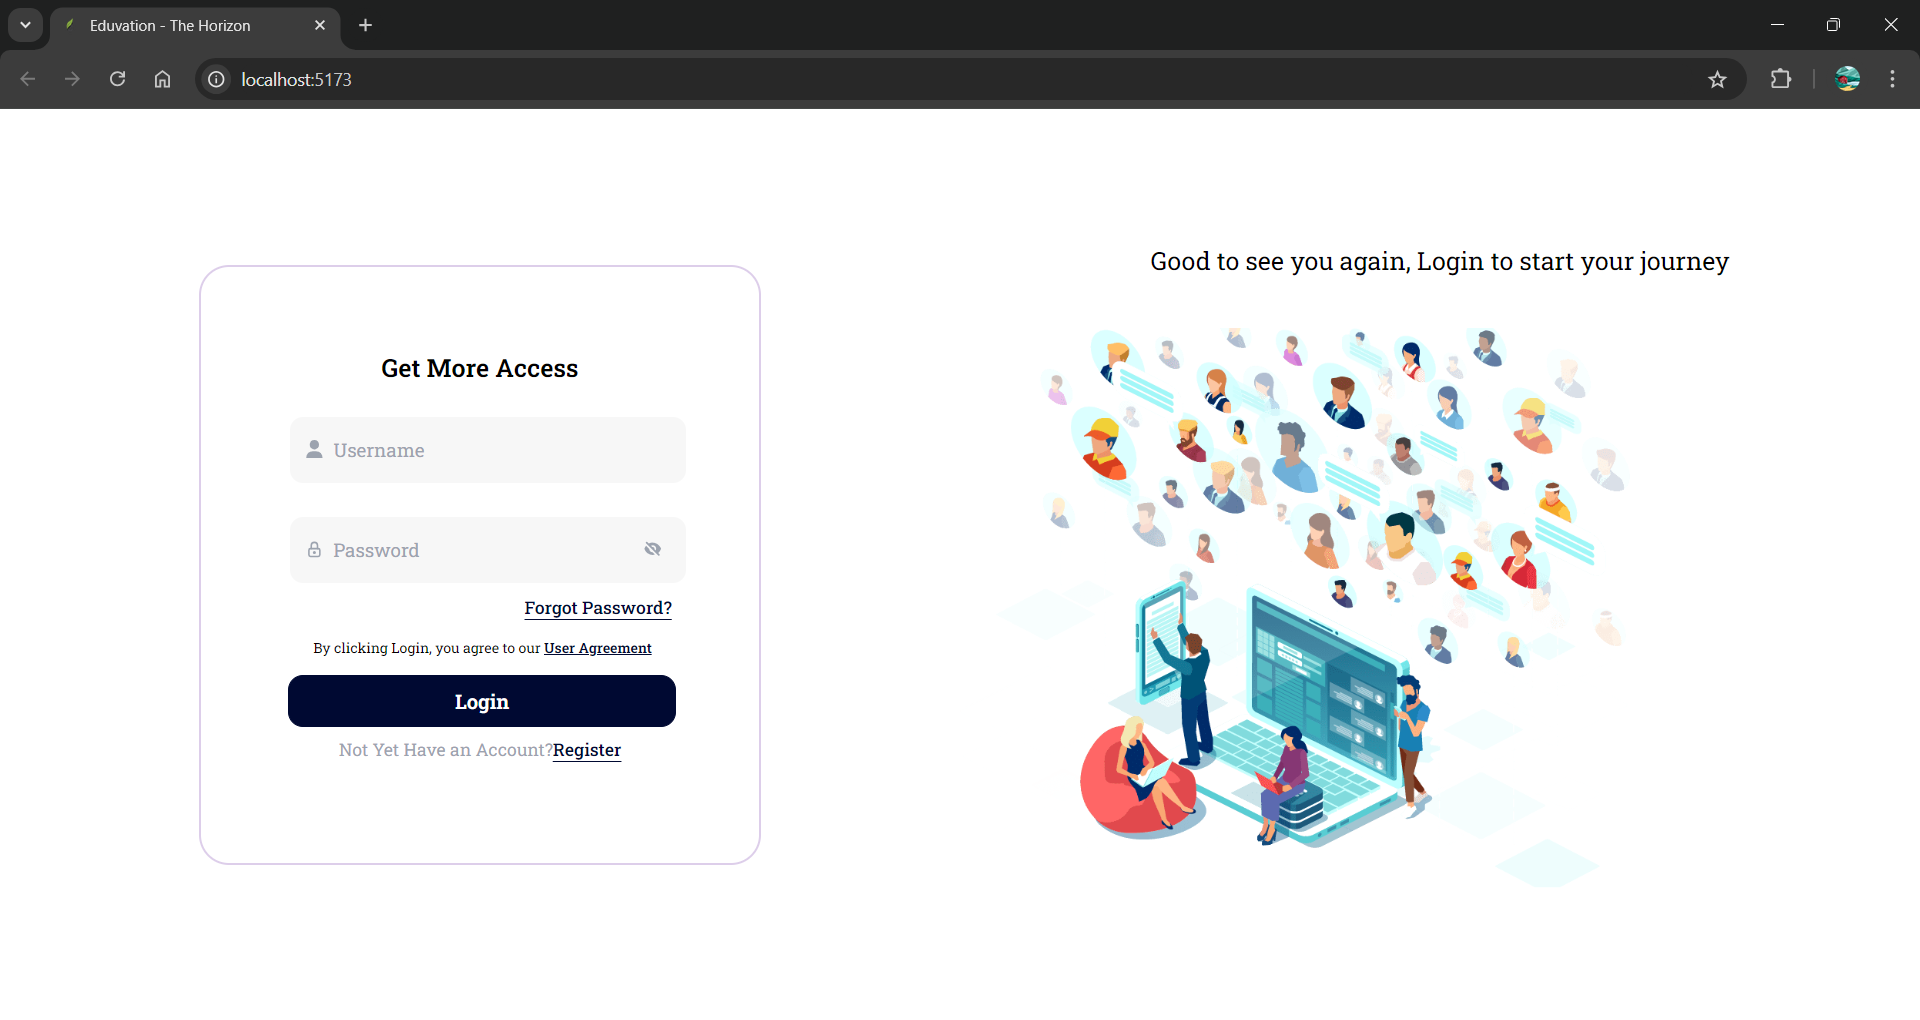 Eduvation - The Horizon
localhost:5173
Good to see you again, Login to start your journey
Get More Access
Username
Password
Forgot Password?
By clicking Login, you agree to our User Agreement
Login
Not Yet Have an Account?Register